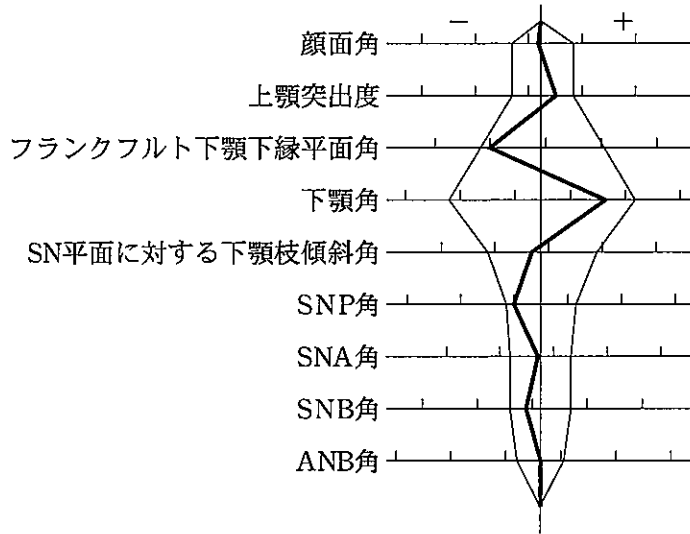 − +
顔面角
上顎突出度
フランクフルト下顎下縁平面角
下顎角
SN平面に対する下顎枝傾斜角
SNP角
SNA角
SNB角
ANB角